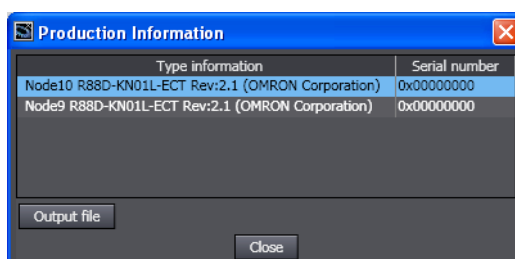 Production Information
Type information Serial number
Node10 R88D-KN01L-ECT Rev:2.1 (OMRON Corporation) 0x00000000
Node9 R88D-KN01L-ECT Rev:2.1 (OMRON Corporation) 0x00000000
Output file
Close